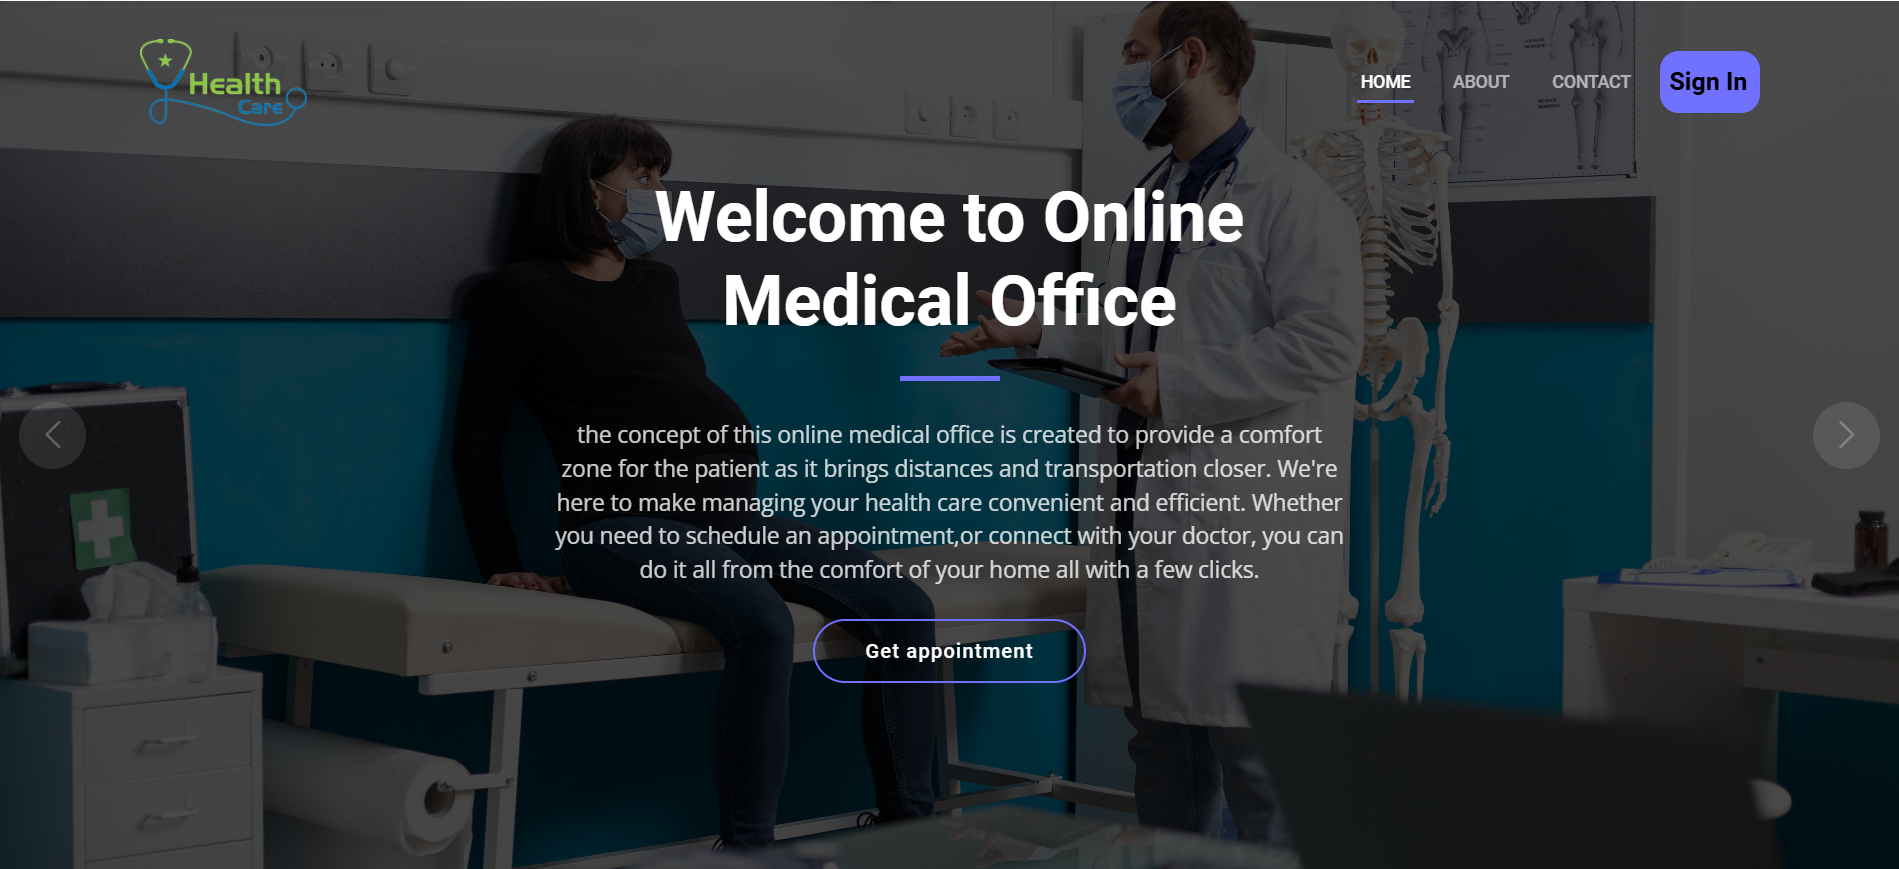 Health
Care
HOME
ABOUT
CONTACT
Sign In
Welcome to Online
Medical Office
the concept of this online medical office is created to provide a comfort
zone for the patient as it brings distances and transportation closer. We're
here to make managing your health care convenient and efficient. Whether
you need to schedule an appointment,or connect with your doctor, you can
do it all from the comfort of your home all with a few clicks.
Get appointment